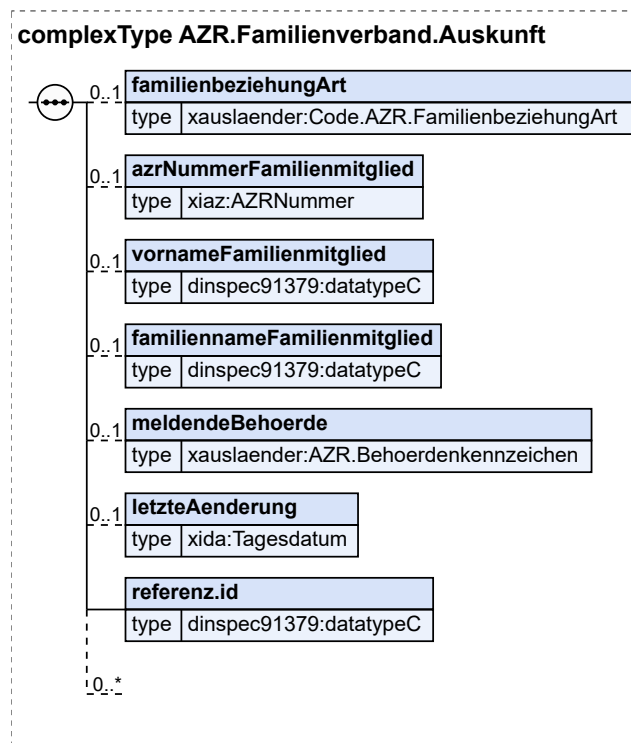 complexType AZR.Familienverband.Auskunft
0..1 familienbeziehungArt
type xauslaender:Code.AZR.FamilienbeziehungArt
0..1 azrNummerFamilienmitglied
type xiaz:AZRNummer
0..1 vornameFamilienmitglied
type dinspec91379:datatypeC
0..1 familiennameFamilienmitglied
type dinspec91379:datatypeC
0..1 meldendeBehoerde
type xauslaender:AZR.Behoerdenkennzeichen
0..1 letzteAenderung
type xida:Tagesdatum
referenz.id
type dinspec91379:datatypeC
0..*